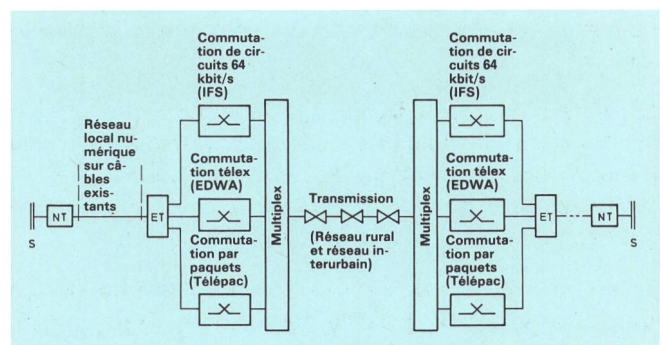 Commuta-
tion de cir-
cuits 64
kbit/s
(IFS)
Réseau
local nu-
mérique
sur câ-
bles
exis-
tants
S
NT
ET
Commuta-
tion télex
(EDWA)
Commuta-
tion par
paquets
(Télépac)
Multiplex
Transmission
(Réseau rural
et réseau in-
terurbain)
Multiplex
Commuta-
tion de cir-
cuits 64
kbit/s
(IFS)
Commuta-
tion télex
(EDWA)
Commuta-
tion par
paquets
(Télépac)
ET
NT
S